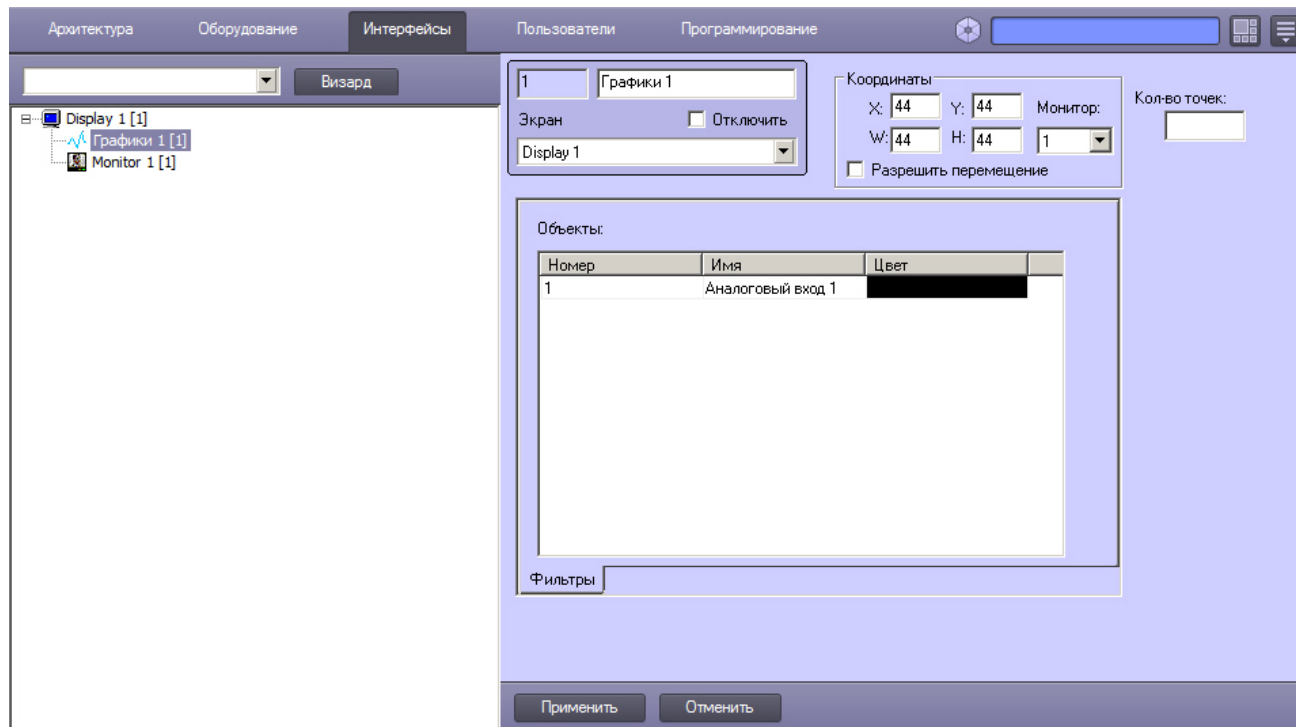 Архитектура Оборудование Интерфейсы Пользователи Программирование
Визард
Display 1 [1]
Графики 1 [1]
Monitor 1 [1]
1 Графики 1
Экран Отключить
Display 1
Координаты
X: 44 Y: 44 Монитор:
W: 44 H: 44 1
Разрешить перемещение
Кол-во точек:
Объекты:
Номер Имя Цвет
1 Аналоговый вход 1
Фильтры
Применить Отменить